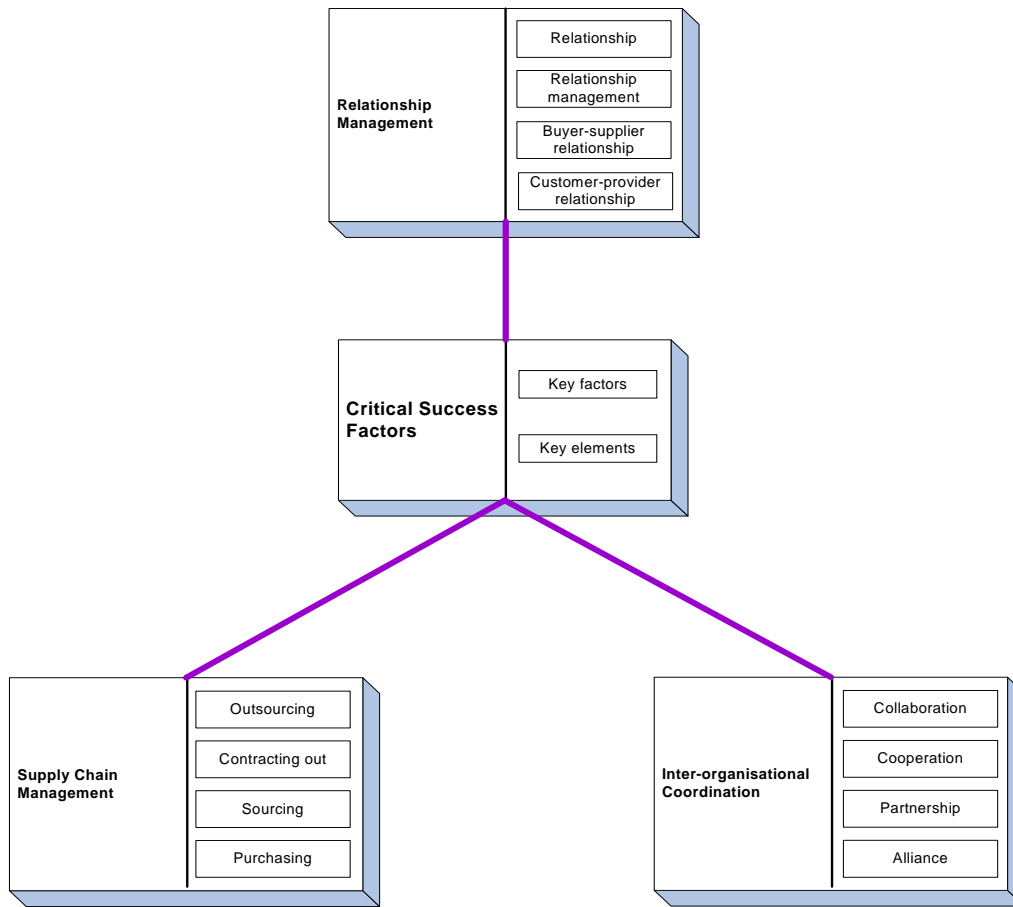 Relationship
Management
Relationship
Relationship
management
Buyer-supplier
relationship
Customer-provider
relationship
Critical Success
Factors
Key factors
Key elements
Supply Chain
Management
Outsourcing
Contracting out
Sourcing
Purchasing
Inter-organisational
Coordination
Collaboration
Cooperation
Partnership
Alliance